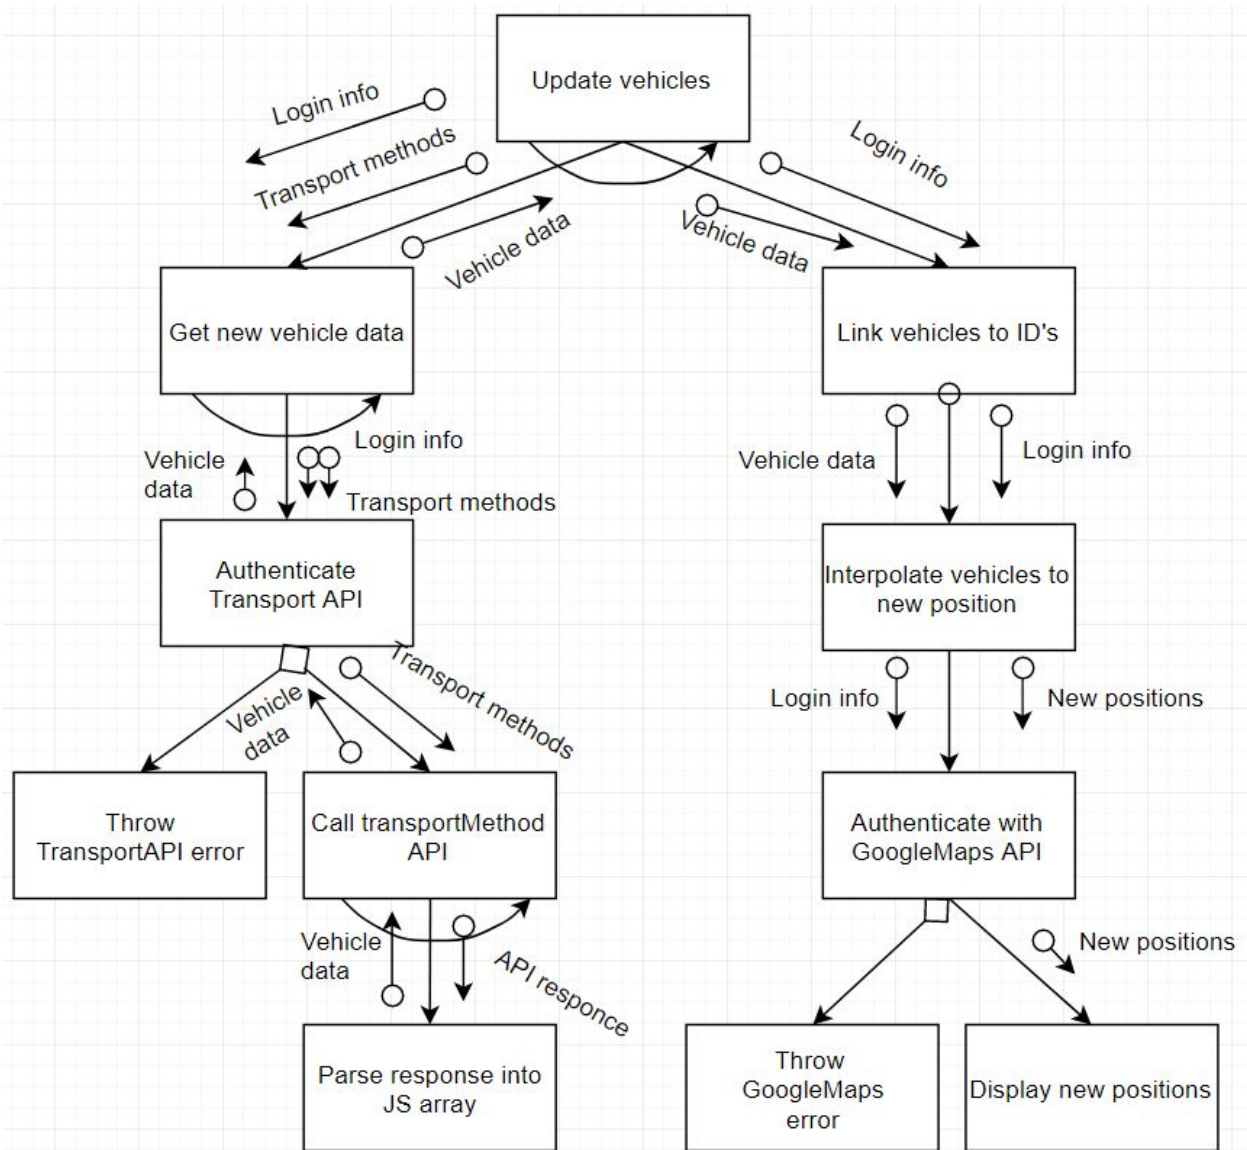 Update vehicles
Login info
Transport methods
Vehicle data
Login info
Vehicle data
Get new vehicle data
Link vehicles to ID's
Vehicle
data
Login info
Transport methods
Vehicle data
Login info
Authenticate
Transport API
Interpolate vehicles to
new position
Vehicle
data
Transport methods
Login info
New positions
Throw
TransportAPI error
Call transportMethod
API
Authenticate with
GoogleMaps API
Vehicle
data
API responce
New positions
Parse response into
JS array
Throw
GoogleMaps
error
Display new positions